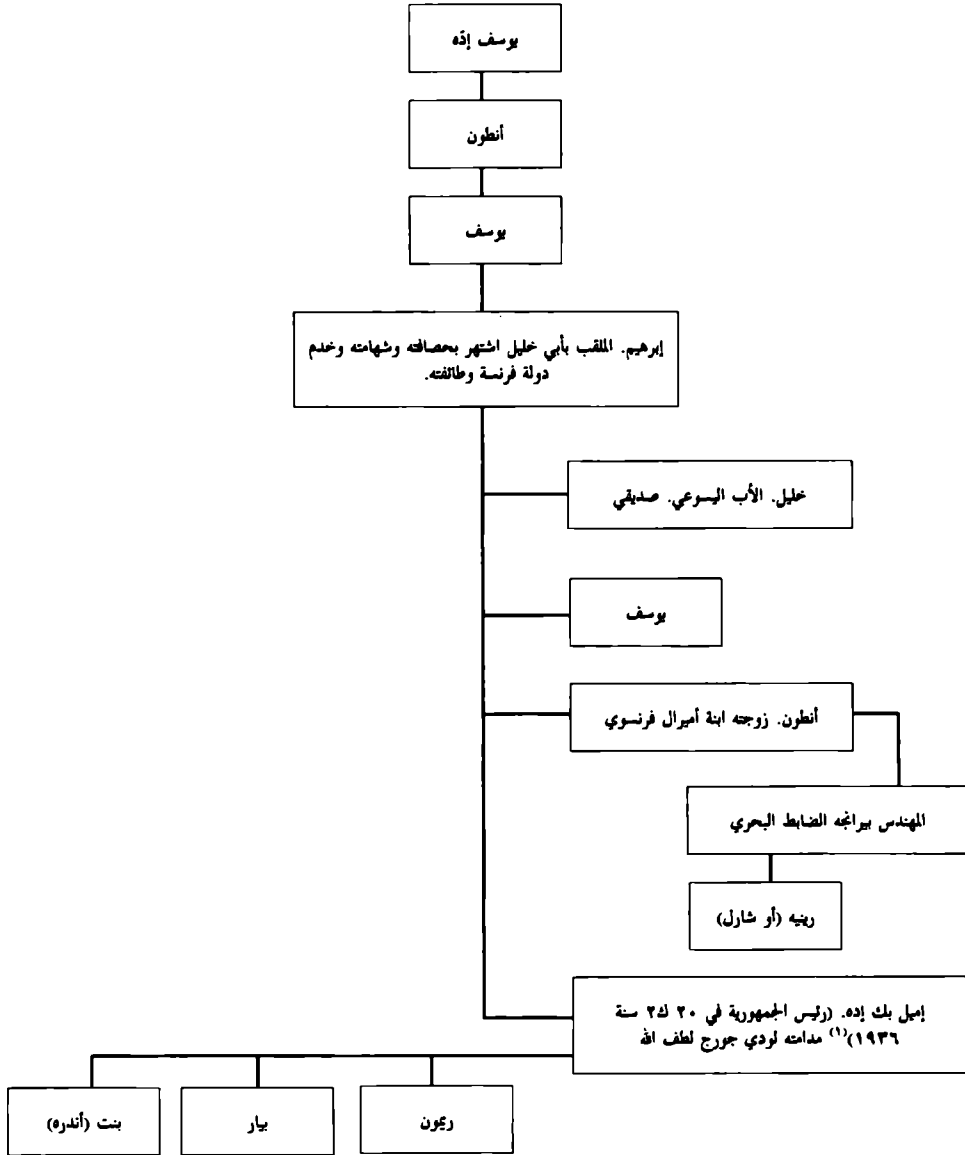 يوسف إدّه
أنطون
يوسف
إبرهيم. الملقب بأبي خليل اشتهر بحصافته وشهامته وخدم
دولة فرنسة وطائفته.
خليل. الأب اليسوعي. صديقي
يوسف
أنطون. زوجته ابنة أميرال فرنسوي
المهندس بيرانجه الضابط البحري
رينيه (أو شارل)
إميل بك إده. (رئيس الجمهورية في ٢٠ ك٢ سنة
١٩٣٦)(١) مدامته لودي جورج لطف الله
ريمون
بيار
بنت (أندره)